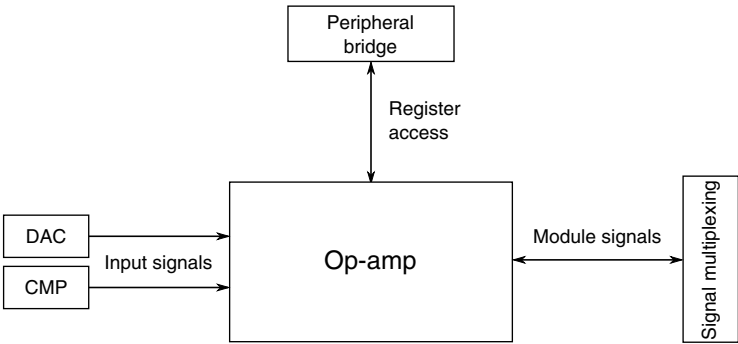 Peripheral
bridge
Register
access
DAC
Input signals
CMP
Op-amp
Module signals
Signal multiplexing